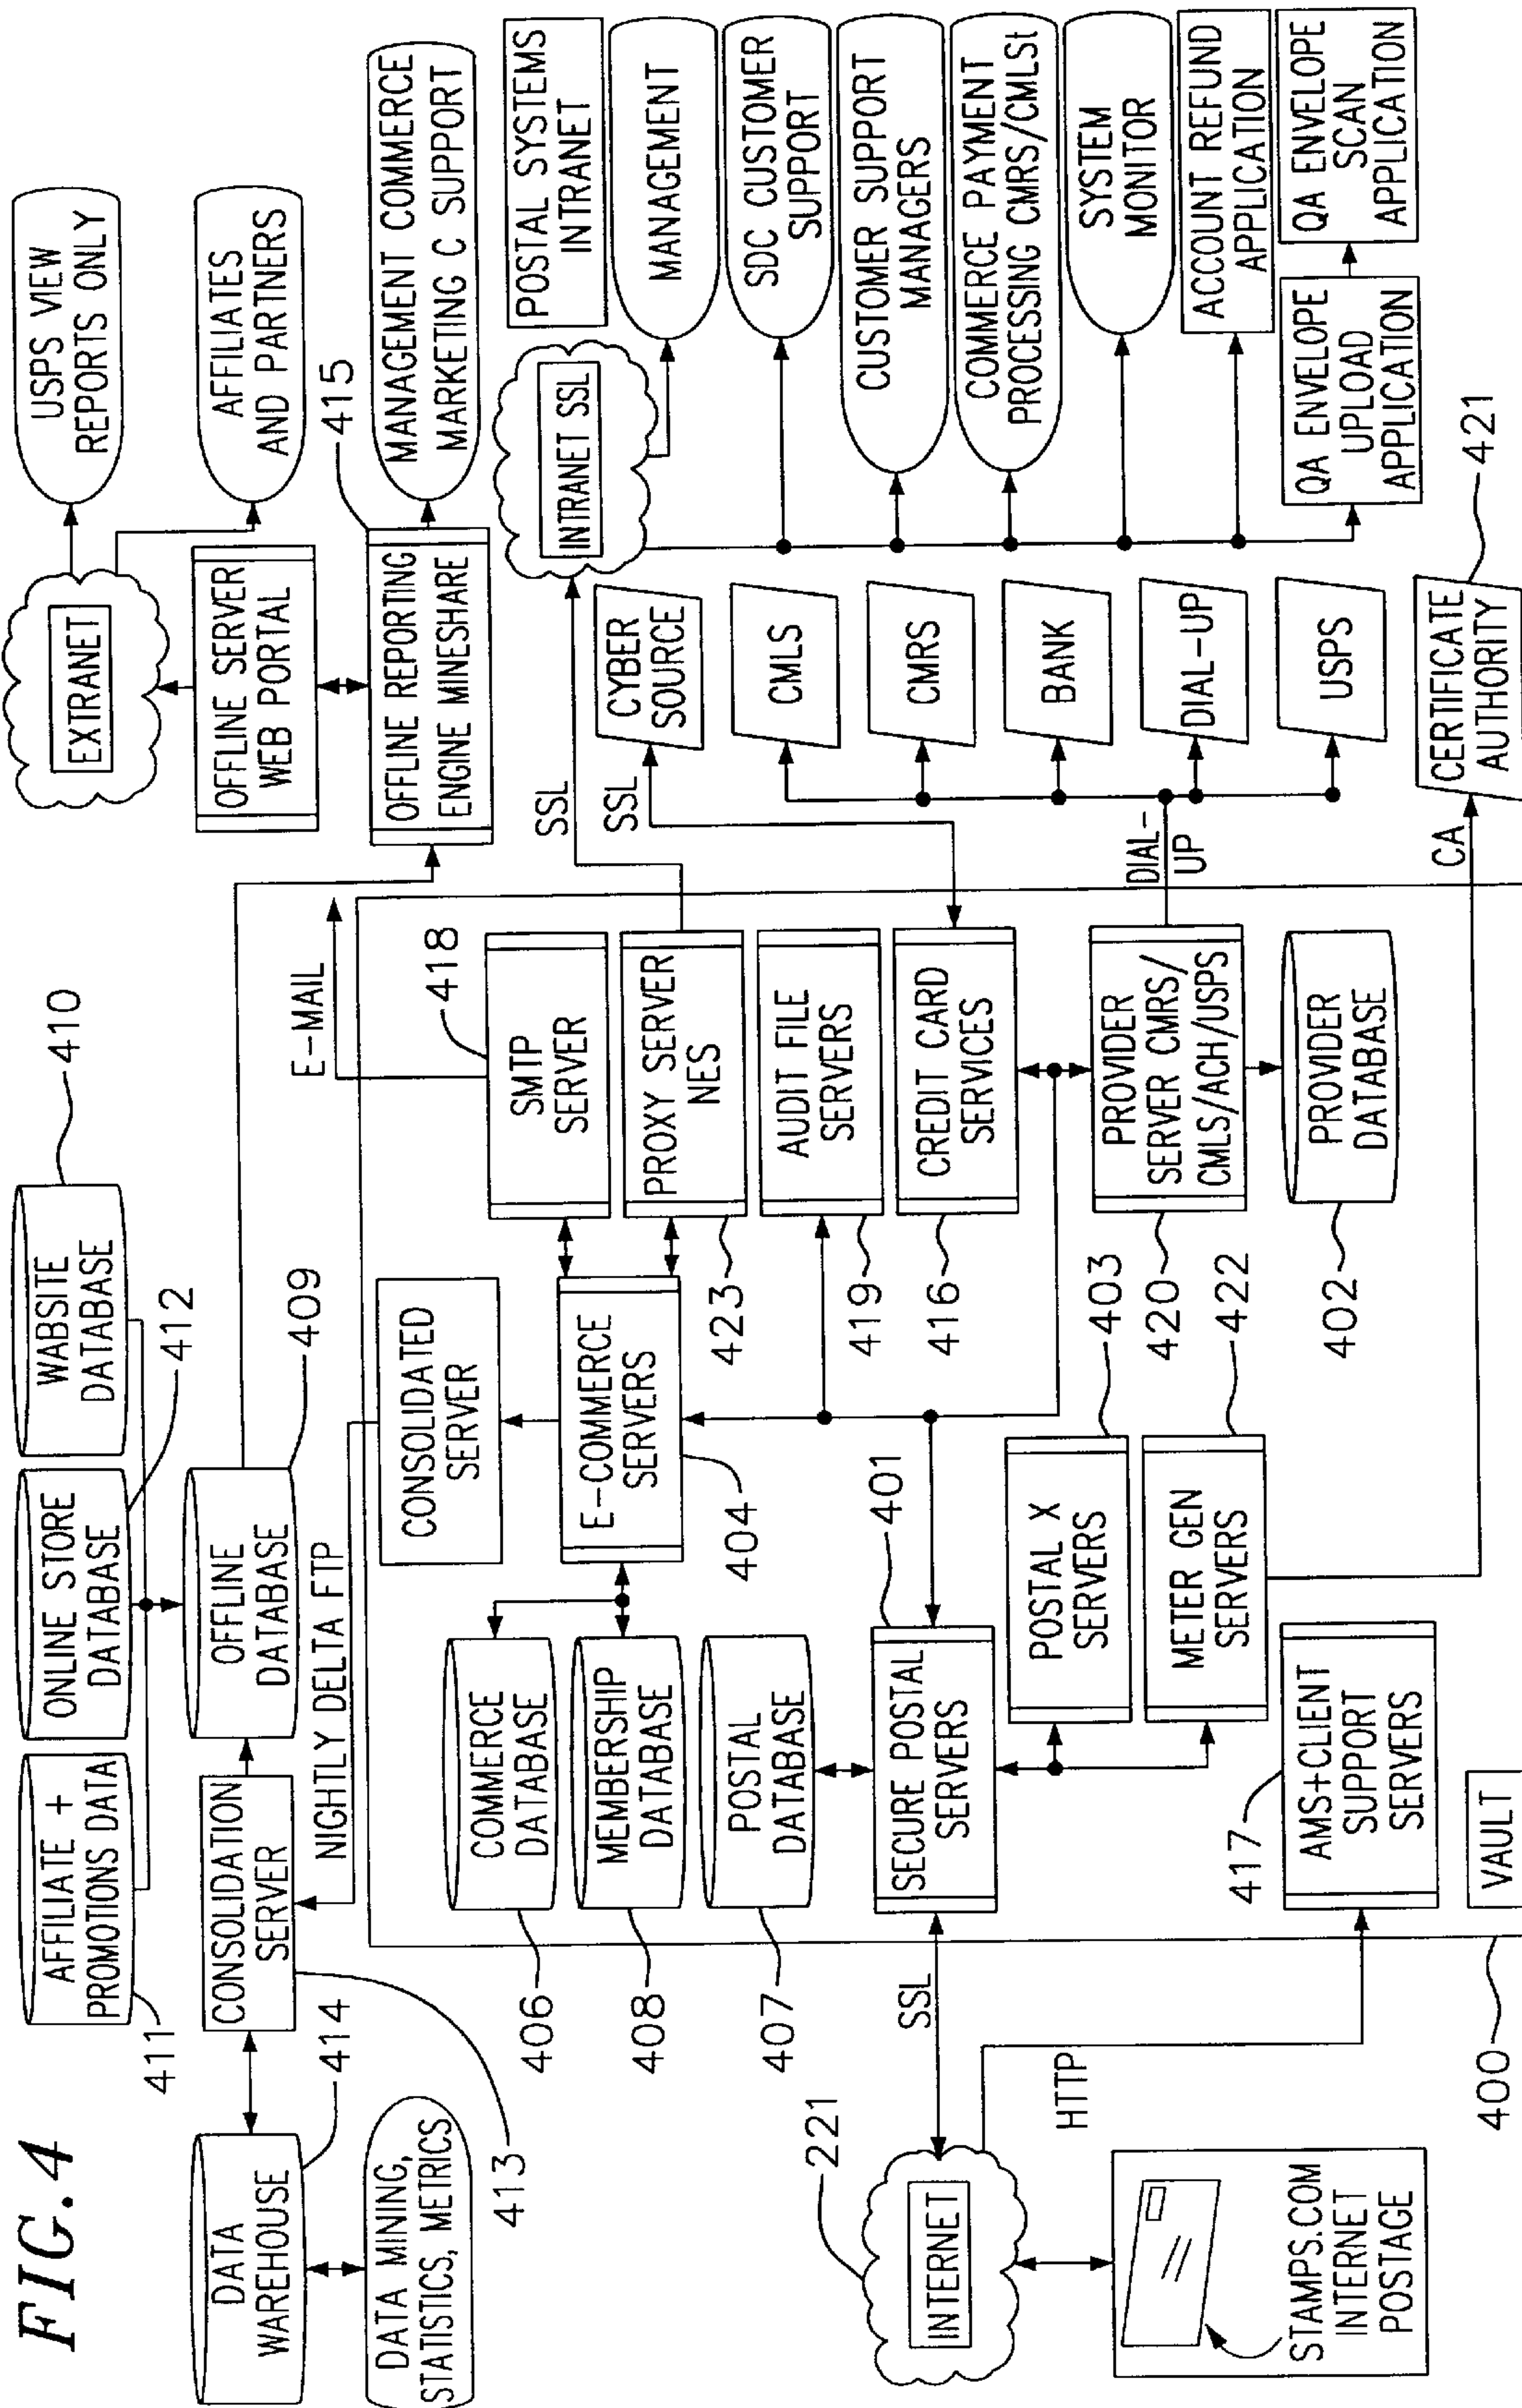 FIG.4
AFFILIATE +
PROMOTIONS DATA
411
ONLINE STORE
DATABASE
412
WABSITE
DATABASE
410
EXTRANET
USPS VIEW
REPORTS ONLY
DATA
WAREHOUSE
414
CONSOLIDATION
SERVER
413
OFFLINE
DATABASE
409
OFFLINE SERVER
WEB PORTAL
AFFILIATES
AND PARTNERS
DATA MINING,
STATISTICS, METRICS
NIGHTLY DELTA FTP
E-MAIL
OFFLINE REPORTING
ENGINE MINESHARE
415
MANAGEMENT COMMERCE
MARKETING C SUPPORT
CONSOLIDATED
SERVER
COMMERCE
DATABASE
406
MEMBERSHIP
DATABASE
408
POSTAL
DATABASE
407
E-COMMERCE
SERVERS
404
SMTP
SERVER
418
PROXY SERVER
NES
423
AUDIT FILE
SERVERS
419
CREDIT CARD
SERVICES
416
SSL
SSL
INTRANET SSL
POSTAL SYSTEMS
INTRANET
MANAGEMENT
SDC CUSTOMER
SUPPORT
CUSTOMER SUPPORT
MANAGERS
COMMERCE PAYMENT
PROCESSING CMRS/CMLSt
SYSTEM
MONITOR
ACCOUNT REFUND
APPLICATION
QA ENVELOPE
UPLOAD
APPLICATION
QA ENVELOPE
SCAN
APPLICATION
CYBER
SOURCE
CMLS
CMRS
BANK
DIAL-UP
USPS
CERTIFICATE
AUTHORITY
421
DIAL-
UP
CA
INTERNET
221
SSL
HTTP
SECURE POSTAL
SERVERS
401
POSTAL X
SERVERS
403
METER GEN
SERVERS
422
PROVIDER
SERVER CMRS/
CMLS/ACH/USPS
420
PROVIDER
DATABASE
402
STAMPS.COM
INTERNET
POSTAGE
AMS+CLIENT
SUPPORT
SERVERS
417
VAULT
400